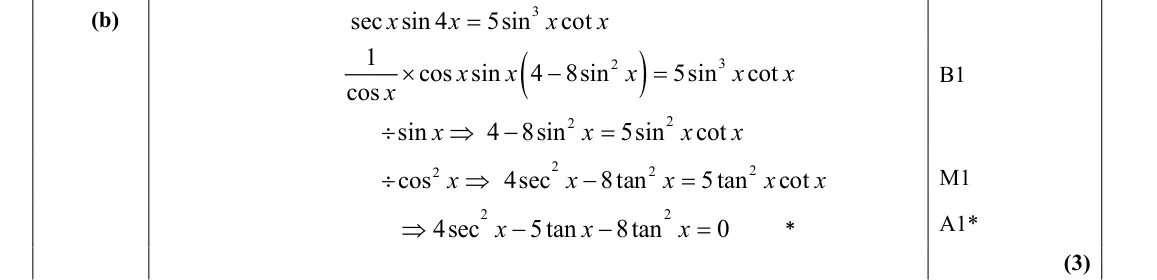 (b) sec x sin 4x = 5 sin³ x cot x
1/cos x × cos x sin x (4 − 8 sin² x) = 5 sin³ x cot x B1
÷ sin x ⇒ 4 − 8 sin² x = 5 sin² x cot x
÷ cos² x ⇒ 4 sec² x − 8 tan² x = 5 tan² x cot x M1
⇒ 4 sec² x − 5 tan x − 8 tan² x = 0 * A1*
(3)